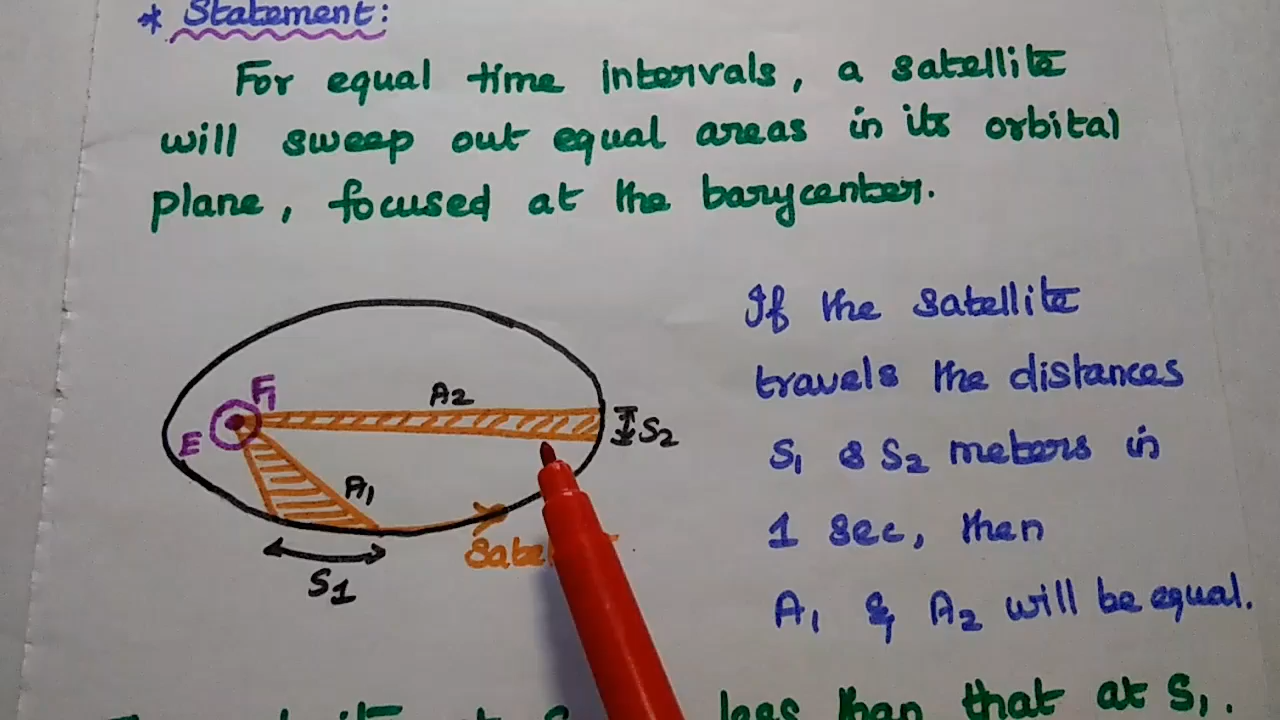 * Statement:
For equal time intervals, a satellite
will sweep out equal areas in its orbital
plane, focused at the barycenter.
If the satellite
travels the distances
S1 & S2 meters in
1 sec, then
A1 & A2 will be equal.
F1
A2
E
S2
A1
S1
less than that at S1.